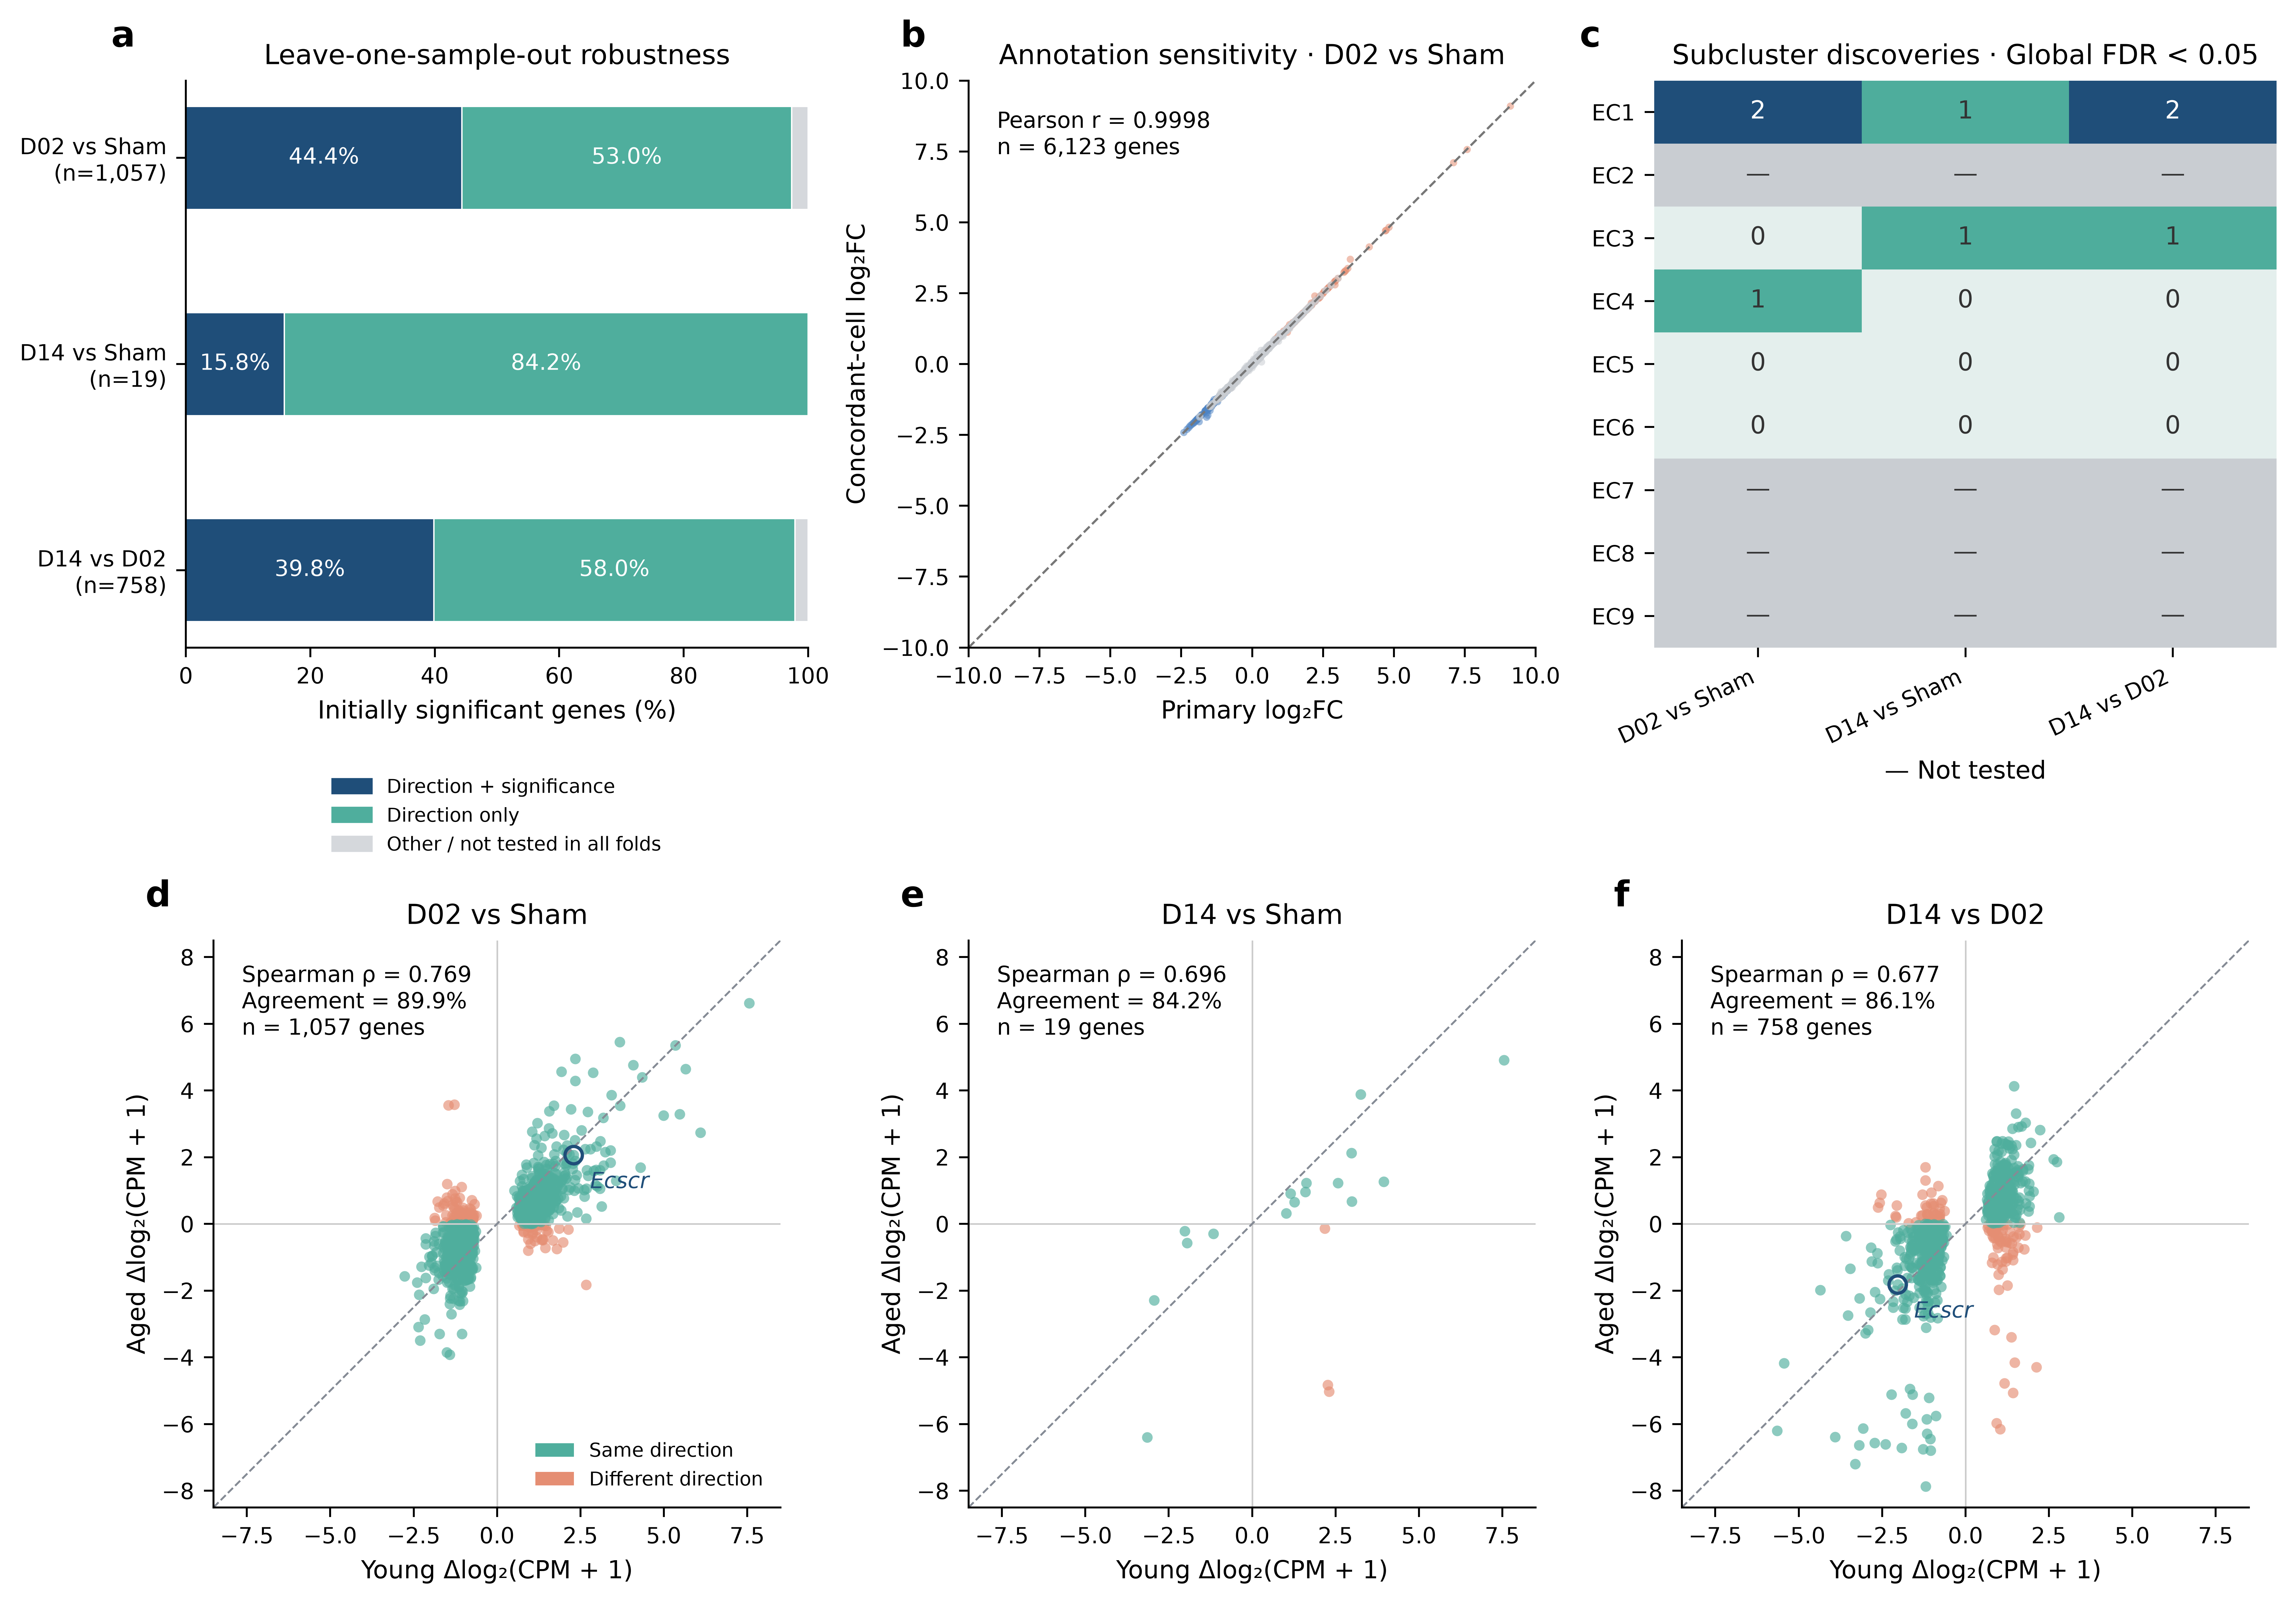 a
Leave-one-sample-out robustness
D02 vs Sham
(n=1,057)
44.4%
53.0%
D14 vs Sham
(n=19)
15.8%
84.2%
D14 vs D02
(n=758)
39.8%
58.0%
0
20
40
60
80
100
Initially significant genes (%)
Direction + significance
Direction only
Other / not tested in all folds
b
Annotation sensitivity · D02 vs Sham
Pearson r = 0.9998
n = 6,123 genes
10.0
7.5
5.0
2.5
0.0
−2.5
−5.0
−7.5
−10.0
Concordant-cell log₂FC
−10.0
−7.5
−5.0
−2.5
0.0
2.5
5.0
7.5
10.0
Primary log₂FC
c
Subcluster discoveries · Global FDR < 0.05
EC1
2
1
2
EC2
—
—
—
EC3
0
1
1
EC4
1
0
0
EC5
0
0
0
EC6
0
0
0
EC7
—
—
—
EC8
—
—
—
EC9
—
—
—
D02 vs Sham
D14 vs Sham
D14 vs D02
— Not tested
d
D02 vs Sham
Spearman ρ = 0.769
Agreement = 89.9%
n = 1,057 genes
8
6
4
2
0
−2
−4
−6
−8
Aged Δlog₂(CPM + 1)
Ecscr
Same direction
Different direction
−7.5
−5.0
−2.5
0.0
2.5
5.0
7.5
Young Δlog₂(CPM + 1)
e
D14 vs Sham
Spearman ρ = 0.696
Agreement = 84.2%
n = 19 genes
8
6
4
2
0
−2
−4
−6
−8
Aged Δlog₂(CPM + 1)
−7.5
−5.0
−2.5
0.0
2.5
5.0
7.5
Young Δlog₂(CPM + 1)
f
D14 vs D02
Spearman ρ = 0.677
Agreement = 86.1%
n = 758 genes
8
6
4
2
0
−2
−4
−6
−8
Aged Δlog₂(CPM + 1)
Ecscr
−7.5
−5.0
−2.5
0.0
2.5
5.0
7.5
Young Δlog₂(CPM + 1)